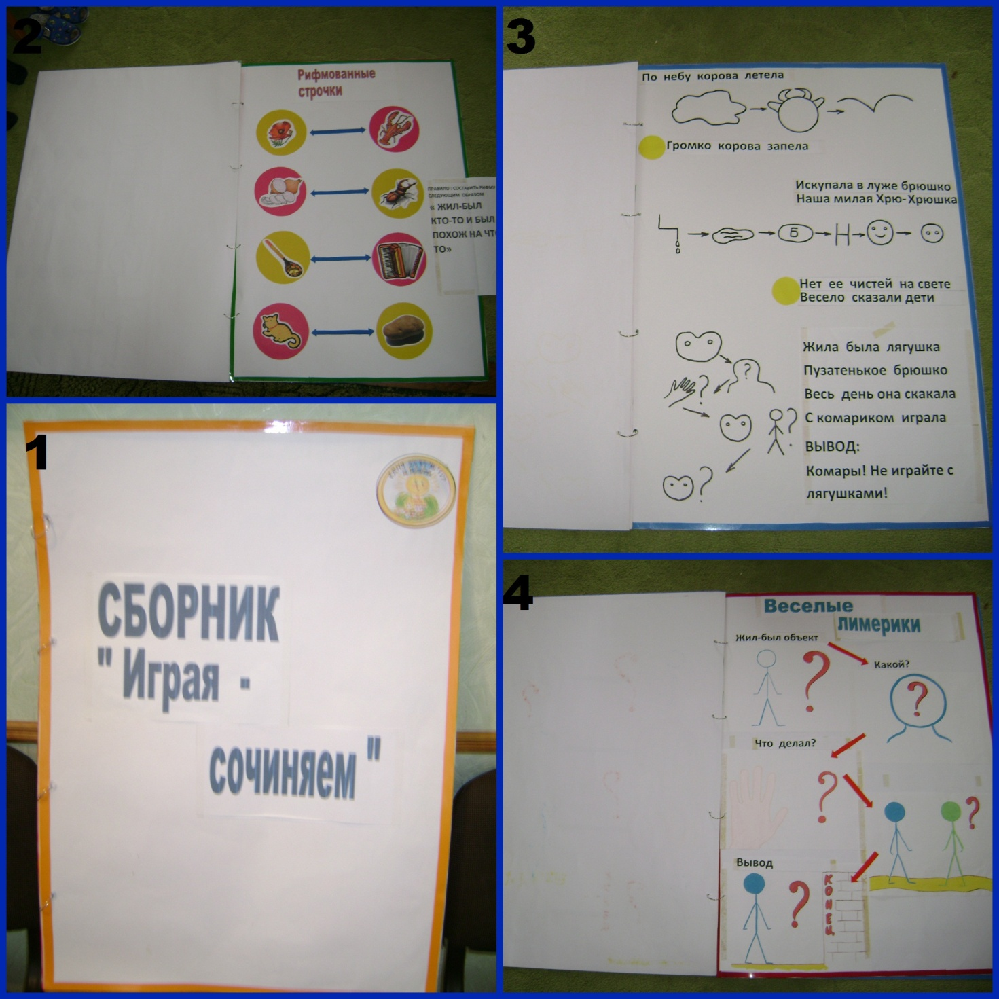 2
Рифмованные
строчки
ПРАВИЛО : СОСТАВИТЬ РИФМУ
СЛЕДУЮЩИМ ОБРАЗОМ
« ЖИЛ-БЫЛ
КТО-ТО И БЫЛ
ПОХОЖ НА ЧТО
ТО»
3
По небу корова летела
Громко корова запела
Искупала в луже брюшко
Наша милая Хрю-Хрюшка
Б Н
Нет ее чистей на свете
Весело сказали дети
? ? ? ?
Жила была лягушка
Пузатенькое брюшко
Весь день она скакала
С комариком играла
ВЫВОД:
Комары! Не играйте с
лягушками!
1
СБОРНИК
" Играя -
сочиняем "
4
Веселые
лимерики
Жил-был объект
?
Какой?
?
Что делал?
?
?
Вывод
?
КОНЕЦ